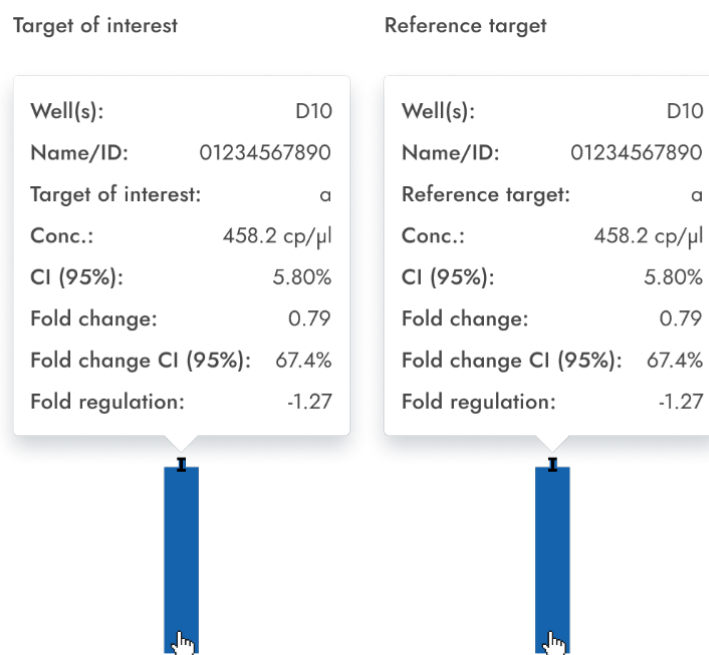 Target of interest
Well(s): D10
Name/ID: 01234567890
Target of interest: a
Conc.: 458.2 cp/µl
CI (95%): 5.80%
Fold change: 0.79
Fold change CI (95%): 67.4%
Fold regulation: -1.27
Reference target
Well(s): D10
Name/ID: 01234567890
Reference target: a
Conc.: 458.2 cp/µl
CI (95%): 5.80%
Fold change: 0.79
Fold change CI (95%): 67.4%
Fold regulation: -1.27